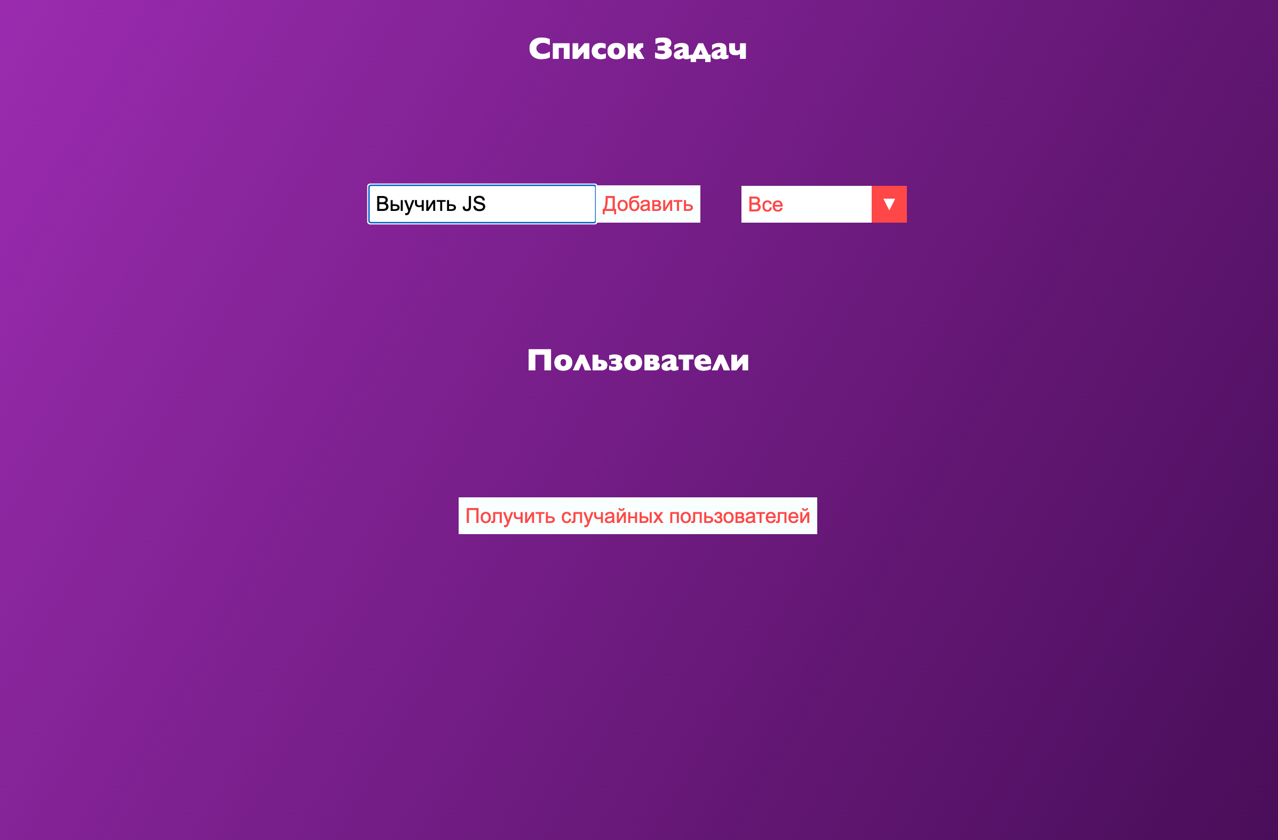 Список Задач
Выучить JS Добавить Все ▼
Пользователи
Получить случайных пользователей